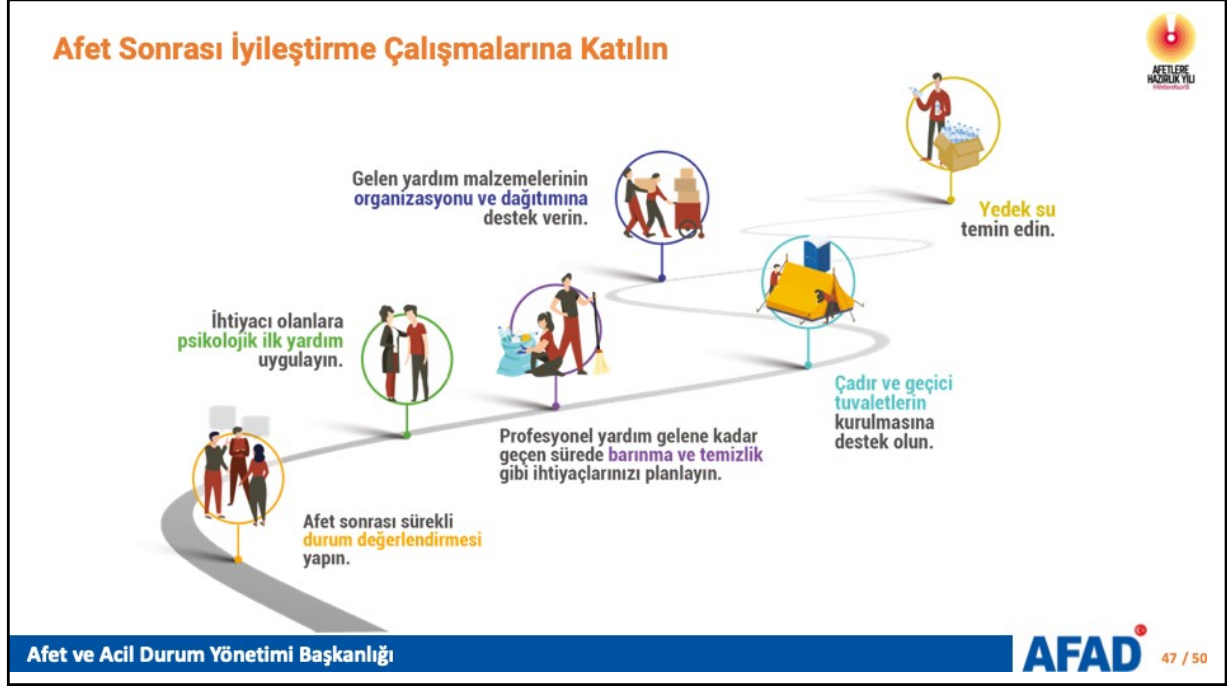 Afet Sonrası İyileştirme Çalışmalarına Katılın
AFETLERE
HAZIRLIK YILI
Gelen yardım malzemelerinin
organizasyonu ve dağıtımına
destek verin.
Yedek su
temin edin.
İhtiyacı olanlara
psikolojik ilk yardım
uygulayın.
Çadır ve geçici
tuvaletlerin
kurulmasına
destek olun.
Profesyonel yardım gelene kadar
geçen sürede barınma ve temizlik
gibi ihtiyaçlarınızı planlayın.
Afet sonrası sürekli
durum değerlendirmesi
yapın.
Afet ve Acil Durum Yönetimi Başkanlığı
AFAD
47 / 50